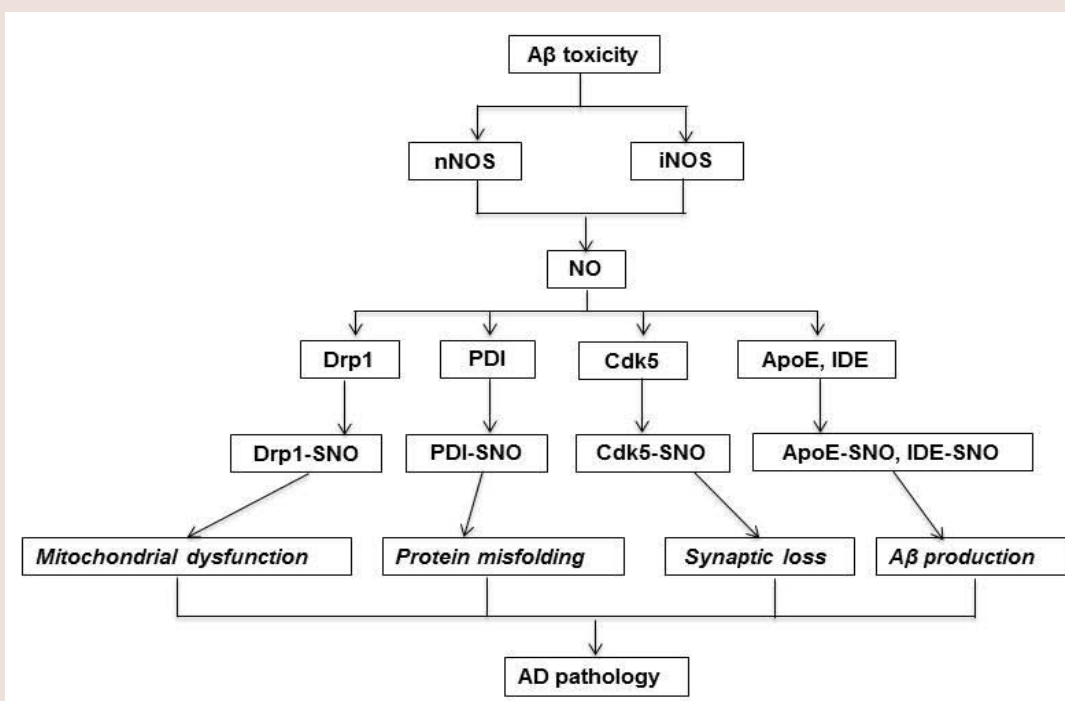 Aβ toxicity
nNOS iNOS
NO
Drp1 PDI Cdk5 ApoE, IDE
Drp1-SNO PDI-SNO Cdk5-SNO ApoE-SNO, IDE-SNO
Mitochondrial dysfunction Protein misfolding Synaptic loss Aβ production
AD pathology